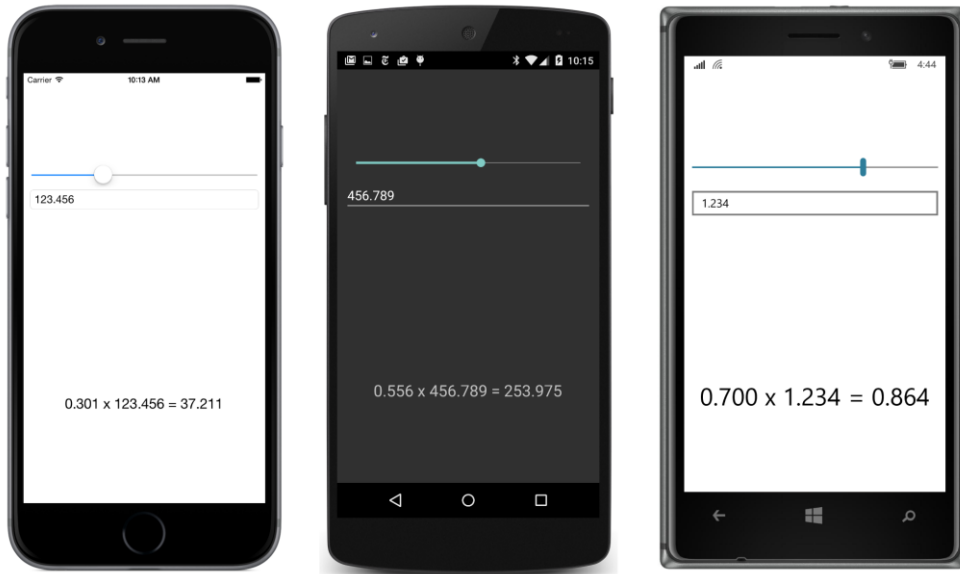 Carrier
10:13 AM
123.456
0.301 x 123.456 = 37.211
10:15
456.789
0.556 x 456.789 = 253.975
4:44
1.234
0.700 x 1.234 = 0.864